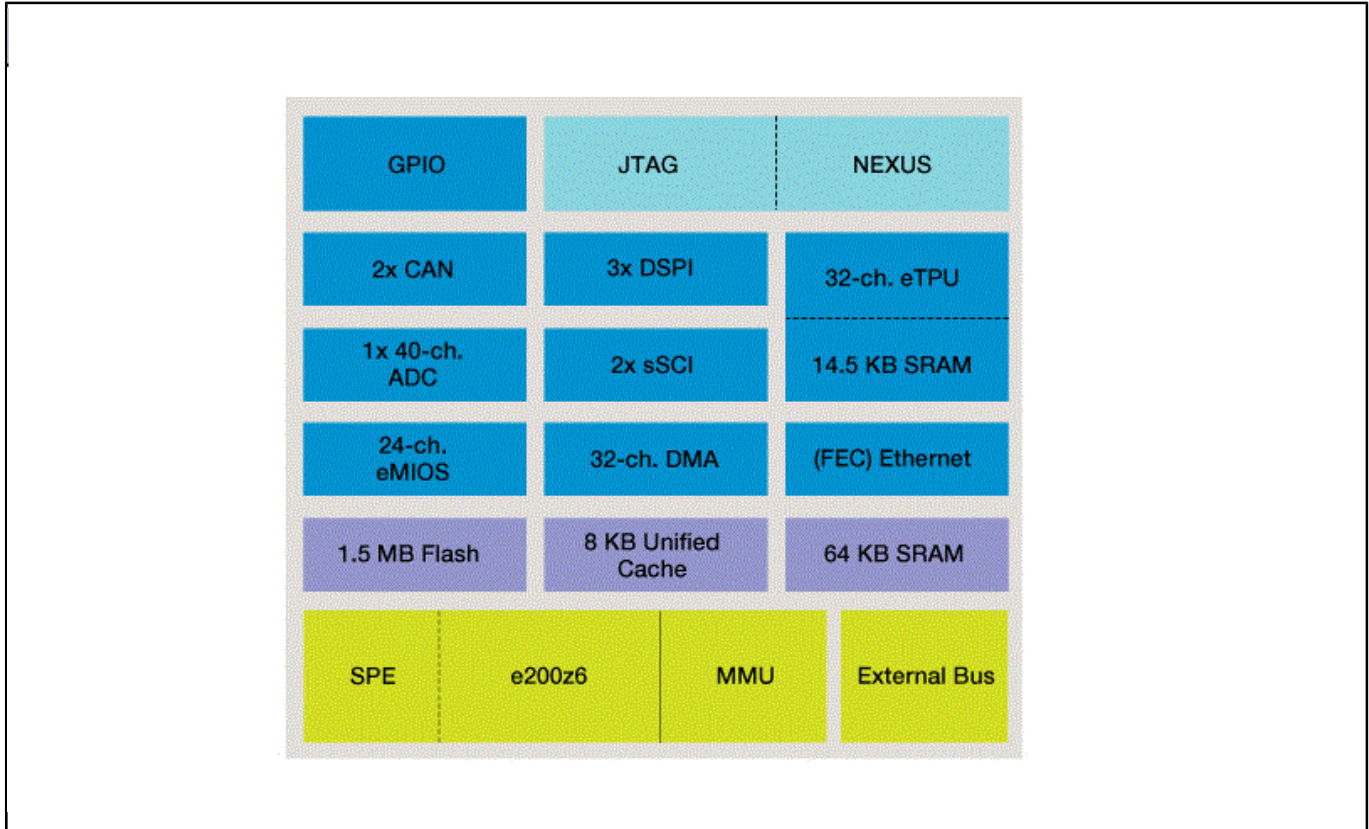 GPIO
JTAG
NEXUS
2x CAN
3x DSPI
32-ch. eTPU
1x 40-ch.
ADC
2x sSCI
14.5 KB SRAM
24-ch.
eMIOS
32-ch. DMA
(FEC) Ethernet
1.5 MB Flash
8 KB Unified
Cache
64 KB SRAM
SPE
e200z6
MMU
External Bus